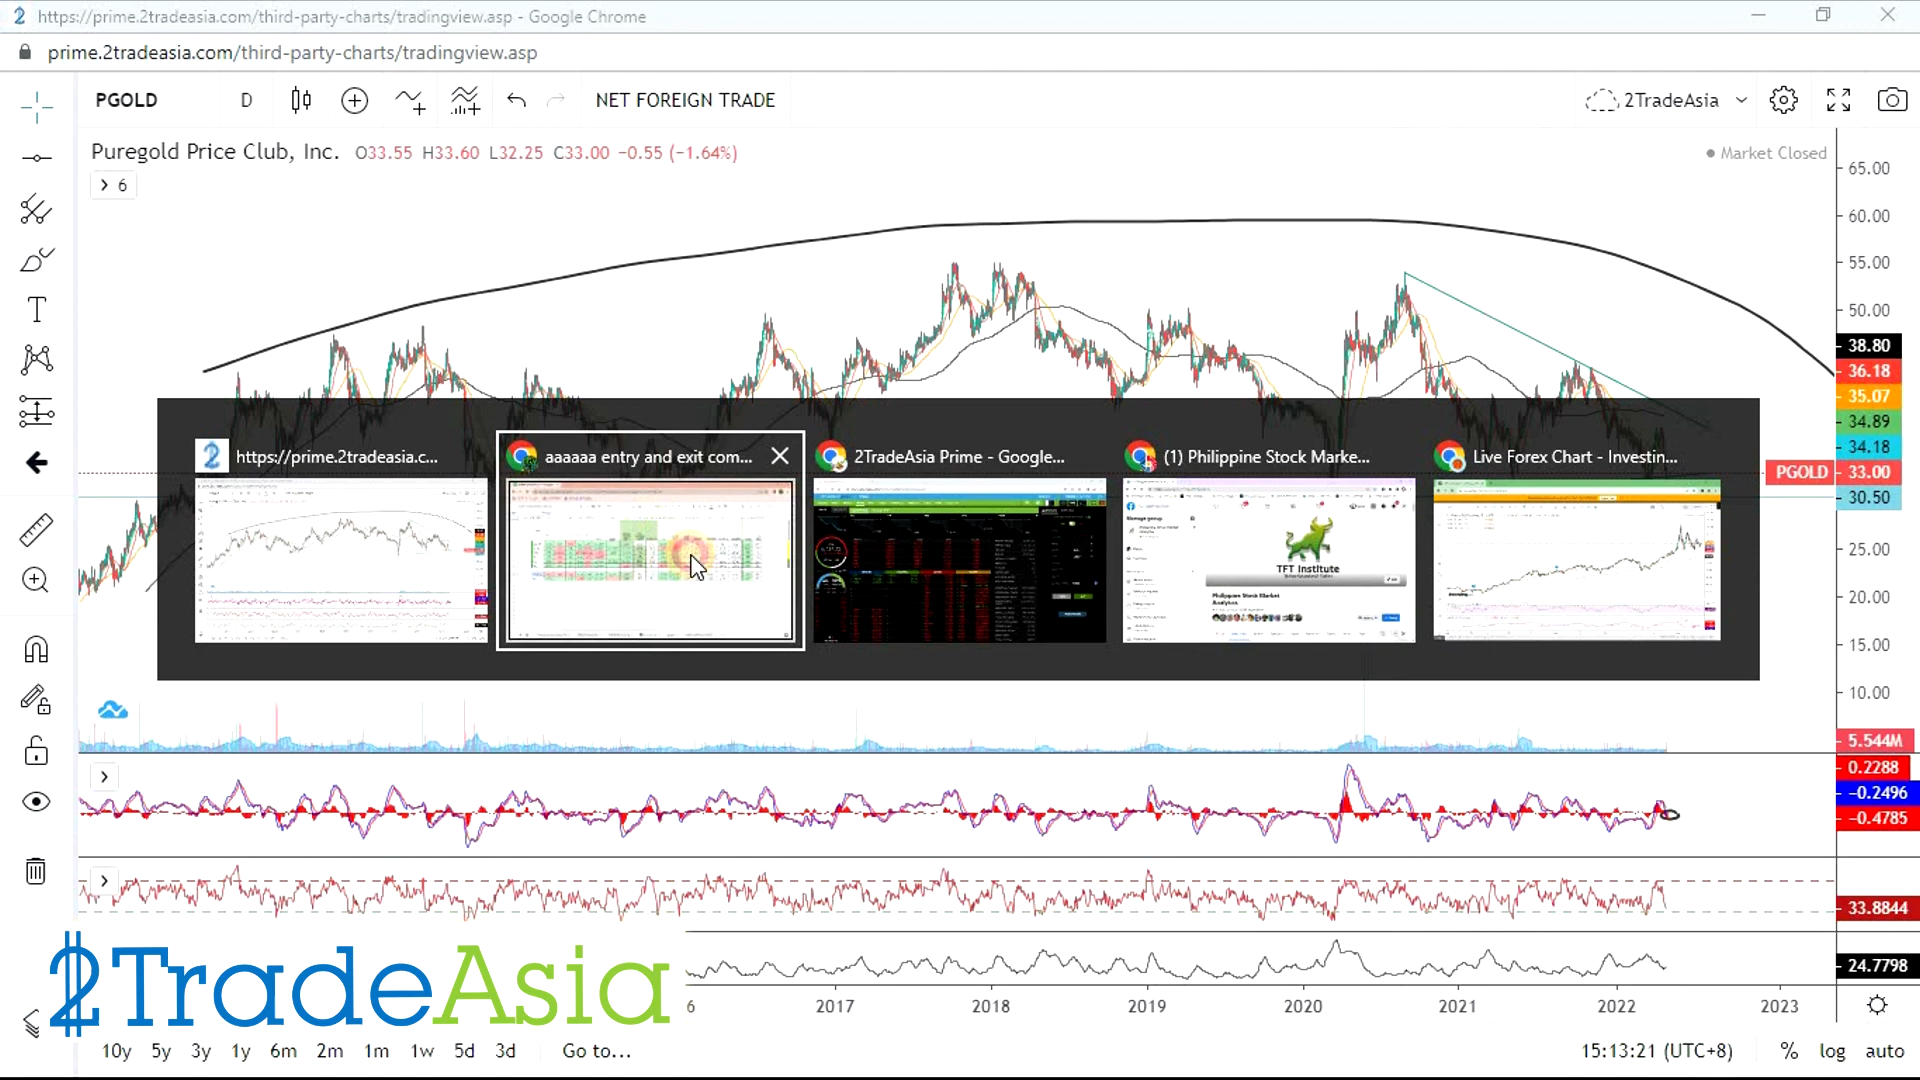 https://prime.2tradeasia.com/third-party-charts/tradingview.asp - Google Chrome
prime.2tradeasia.com/third-party-charts/tradingview.asp
PGOLD D NET FOREIGN TRADE 2TradeAsia
Puregold Price Club, Inc. O33.55 H33.60 L32.25 C33.00 −0.55 (−1.64%)
Market Closed
6
65.00
60.00
55.00
50.00
38.80
36.18
35.07
34.89
34.18
PGOLD 33.00
30.50
25.00
20.00
15.00
10.00
https://prime.2tradeasia.c...
aaaaaa entry and exit com...
2TradeAsia Prime - Google...
(1) Philippine Stock Marke...
Live Forex Chart - Investin...
TFT Institute
Philippine Stock Market
5.544M
0.2288
−0.2496
−0.4785
33.8844
24.7798
2TradeAsia
6 2017 2018 2019 2020 2021 2022 2023
10y 5y 3y 1y 6m 2m 1m 1w 5d 3d Go to... 15:13:21 (UTC+8) % log auto